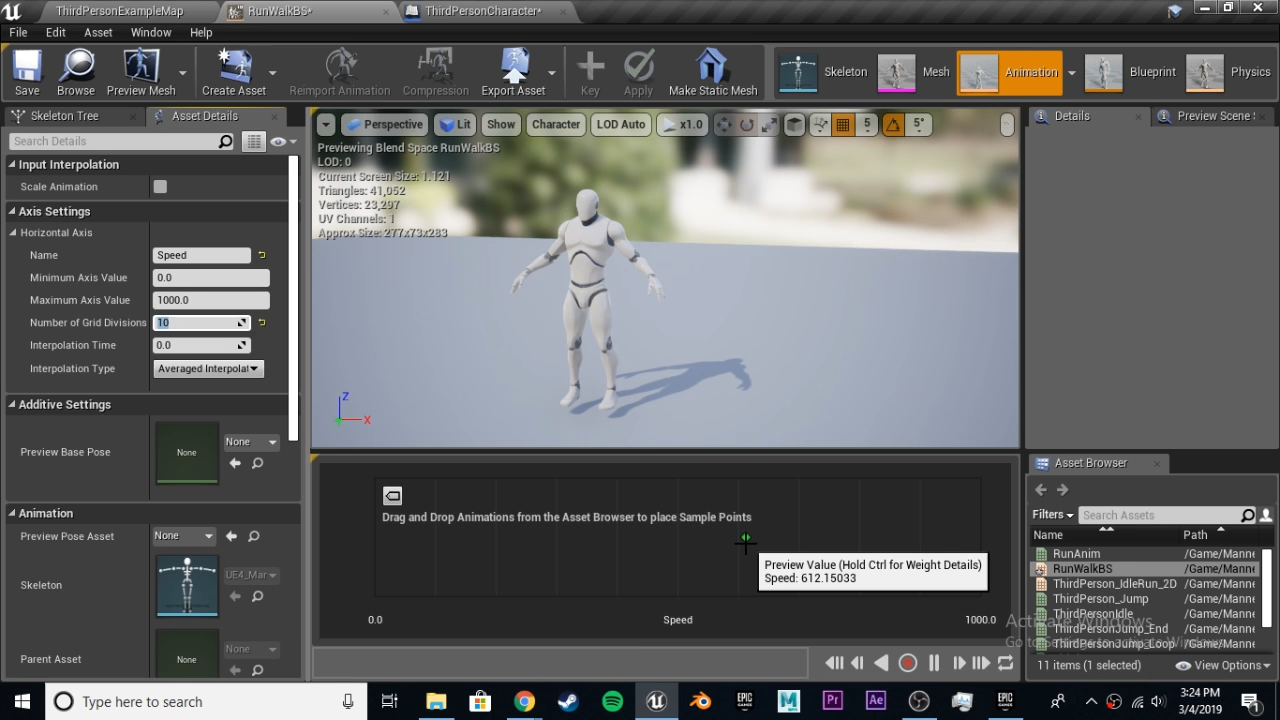 ThirdPersonExampleMap
RunWalkBS*
ThirdPersonCharacter*
File Edit Asset Window Help
Save
Browse
Preview Mesh
Create Asset
Reimport Animation
Compression
Export Asset
Key
Apply
Make Static Mesh
Skeleton
Mesh
Animation
Blueprint
Physics
Skeleton Tree
Asset Details
Search Details
Input Interpolation
Scale Animation
Axis Settings
Horizontal Axis
Name Speed
Minimum Axis Value 0.0
Maximum Axis Value 1000.0
Number of Grid Divisions 10
Interpolation Time 0.0
Interpolation Type Averaged Interpolat
Additive Settings
Preview Base Pose
None
None
Animation
Preview Pose Asset None
Skeleton
UE4_Mar
Parent Asset
None
None
Perspective
Lit
Show
Character
LOD Auto
x1.0
5
5°
Previewing Blend Space RunWalkBS
LOD: 0
Current Screen Size: 1.121
Triangles: 41,052
Vertices: 23,297
UV Channels: 1
Approx Size: 277x73x283
Z
X
Drag and Drop Animations from the Asset Browser to place Sample Points
Preview Value (Hold Ctrl for Weight Details)
Speed: 612.15033
0.0 Speed 1000.0
Details
Preview Scene S
Asset Browser
Filters
Search Assets
Name Path
RunAnim /Game/Manne
RunWalkBS /Game/Manne
ThirdPerson_IdleRun_2D /Game/Manne
ThirdPerson_Jump /Game/Manne
ThirdPersonIdle /Game/Manne
ThirdPersonJump_End /Game/Manne
ThirdPersonJump_Loop /Game/Manne
Activate Windows
11 items (1 selected)
View Options
Type here to search
EPIC GAMES
M
Pr
Ae
EPIC GAMES
3:24 PM
3/4/2019
1